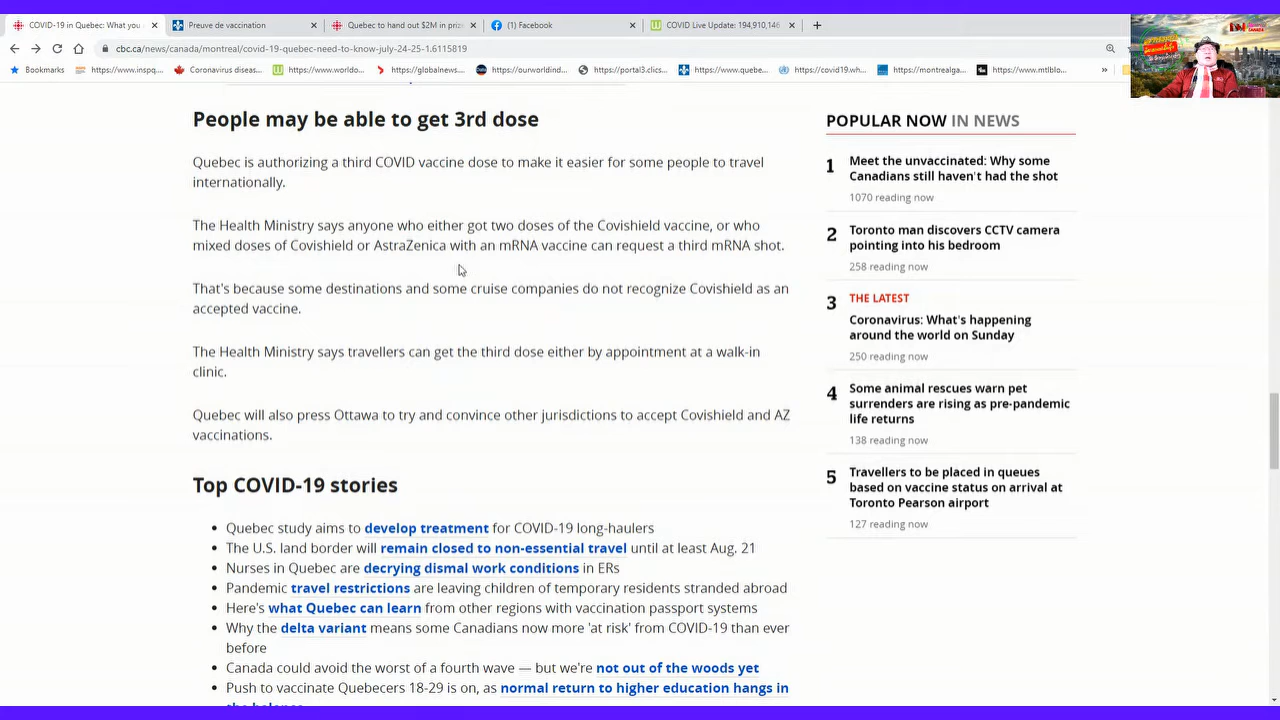 COVID-19 in Quebec: What you
Preuve de vaccination
Quebec to hand out $2M in priz
(1) Facebook
COVID Live Update: 194,910,146
cbc.ca/news/canada/montreal/covid-19-quebec-need-to-know-july-24-25-1.6115819
Bookmarks
https://www.inspq...
Coronavirus diseas...
https://www.worldo...
https://globalnews....
https://ourworldind...
https://portal3.clics...
https://www.quebe...
https://covid19.wh...
https://montrealga...
https://www.mtlblo...
People may be able to get 3rd dose
Quebec is authorizing a third COVID vaccine dose to make it easier for some people to travel
internationally.
The Health Ministry says anyone who either got two doses of the Covishield vaccine, or who
mixed doses of Covishield or AstraZenica with an mRNA vaccine can request a third mRNA shot.
That's because some destinations and some cruise companies do not recognize Covishield as an
accepted vaccine.
The Health Ministry says travellers can get the third dose either by appointment at a walk-in
clinic.
Quebec will also press Ottawa to try and convince other jurisdictions to accept Covishield and AZ
vaccinations.
Top COVID-19 stories
Quebec study aims to develop treatment for COVID-19 long-haulers
The U.S. land border will remain closed to non-essential travel until at least Aug. 21
Nurses in Quebec are decrying dismal work conditions in ERs
Pandemic travel restrictions are leaving children of temporary residents stranded abroad
Here's what Quebec can learn from other regions with vaccination passport systems
Why the delta variant means some Canadians now more 'at risk' from COVID-19 than ever
before
Canada could avoid the worst of a fourth wave — but we're not out of the woods yet
Push to vaccinate Quebecers 18-29 is on, as normal return to higher education hangs in
the balance
POPULAR NOW IN NEWS
1
Meet the unvaccinated: Why some
Canadians still haven't had the shot
1070 reading now
2
Toronto man discovers CCTV camera
pointing into his bedroom
258 reading now
3
THE LATEST
Coronavirus: What's happening
around the world on Sunday
250 reading now
4
Some animal rescues warn pet
surrenders are rising as pre-pandemic
life returns
138 reading now
5
Travellers to be placed in queues
based on vaccine status on arrival at
Toronto Pearson airport
127 reading now